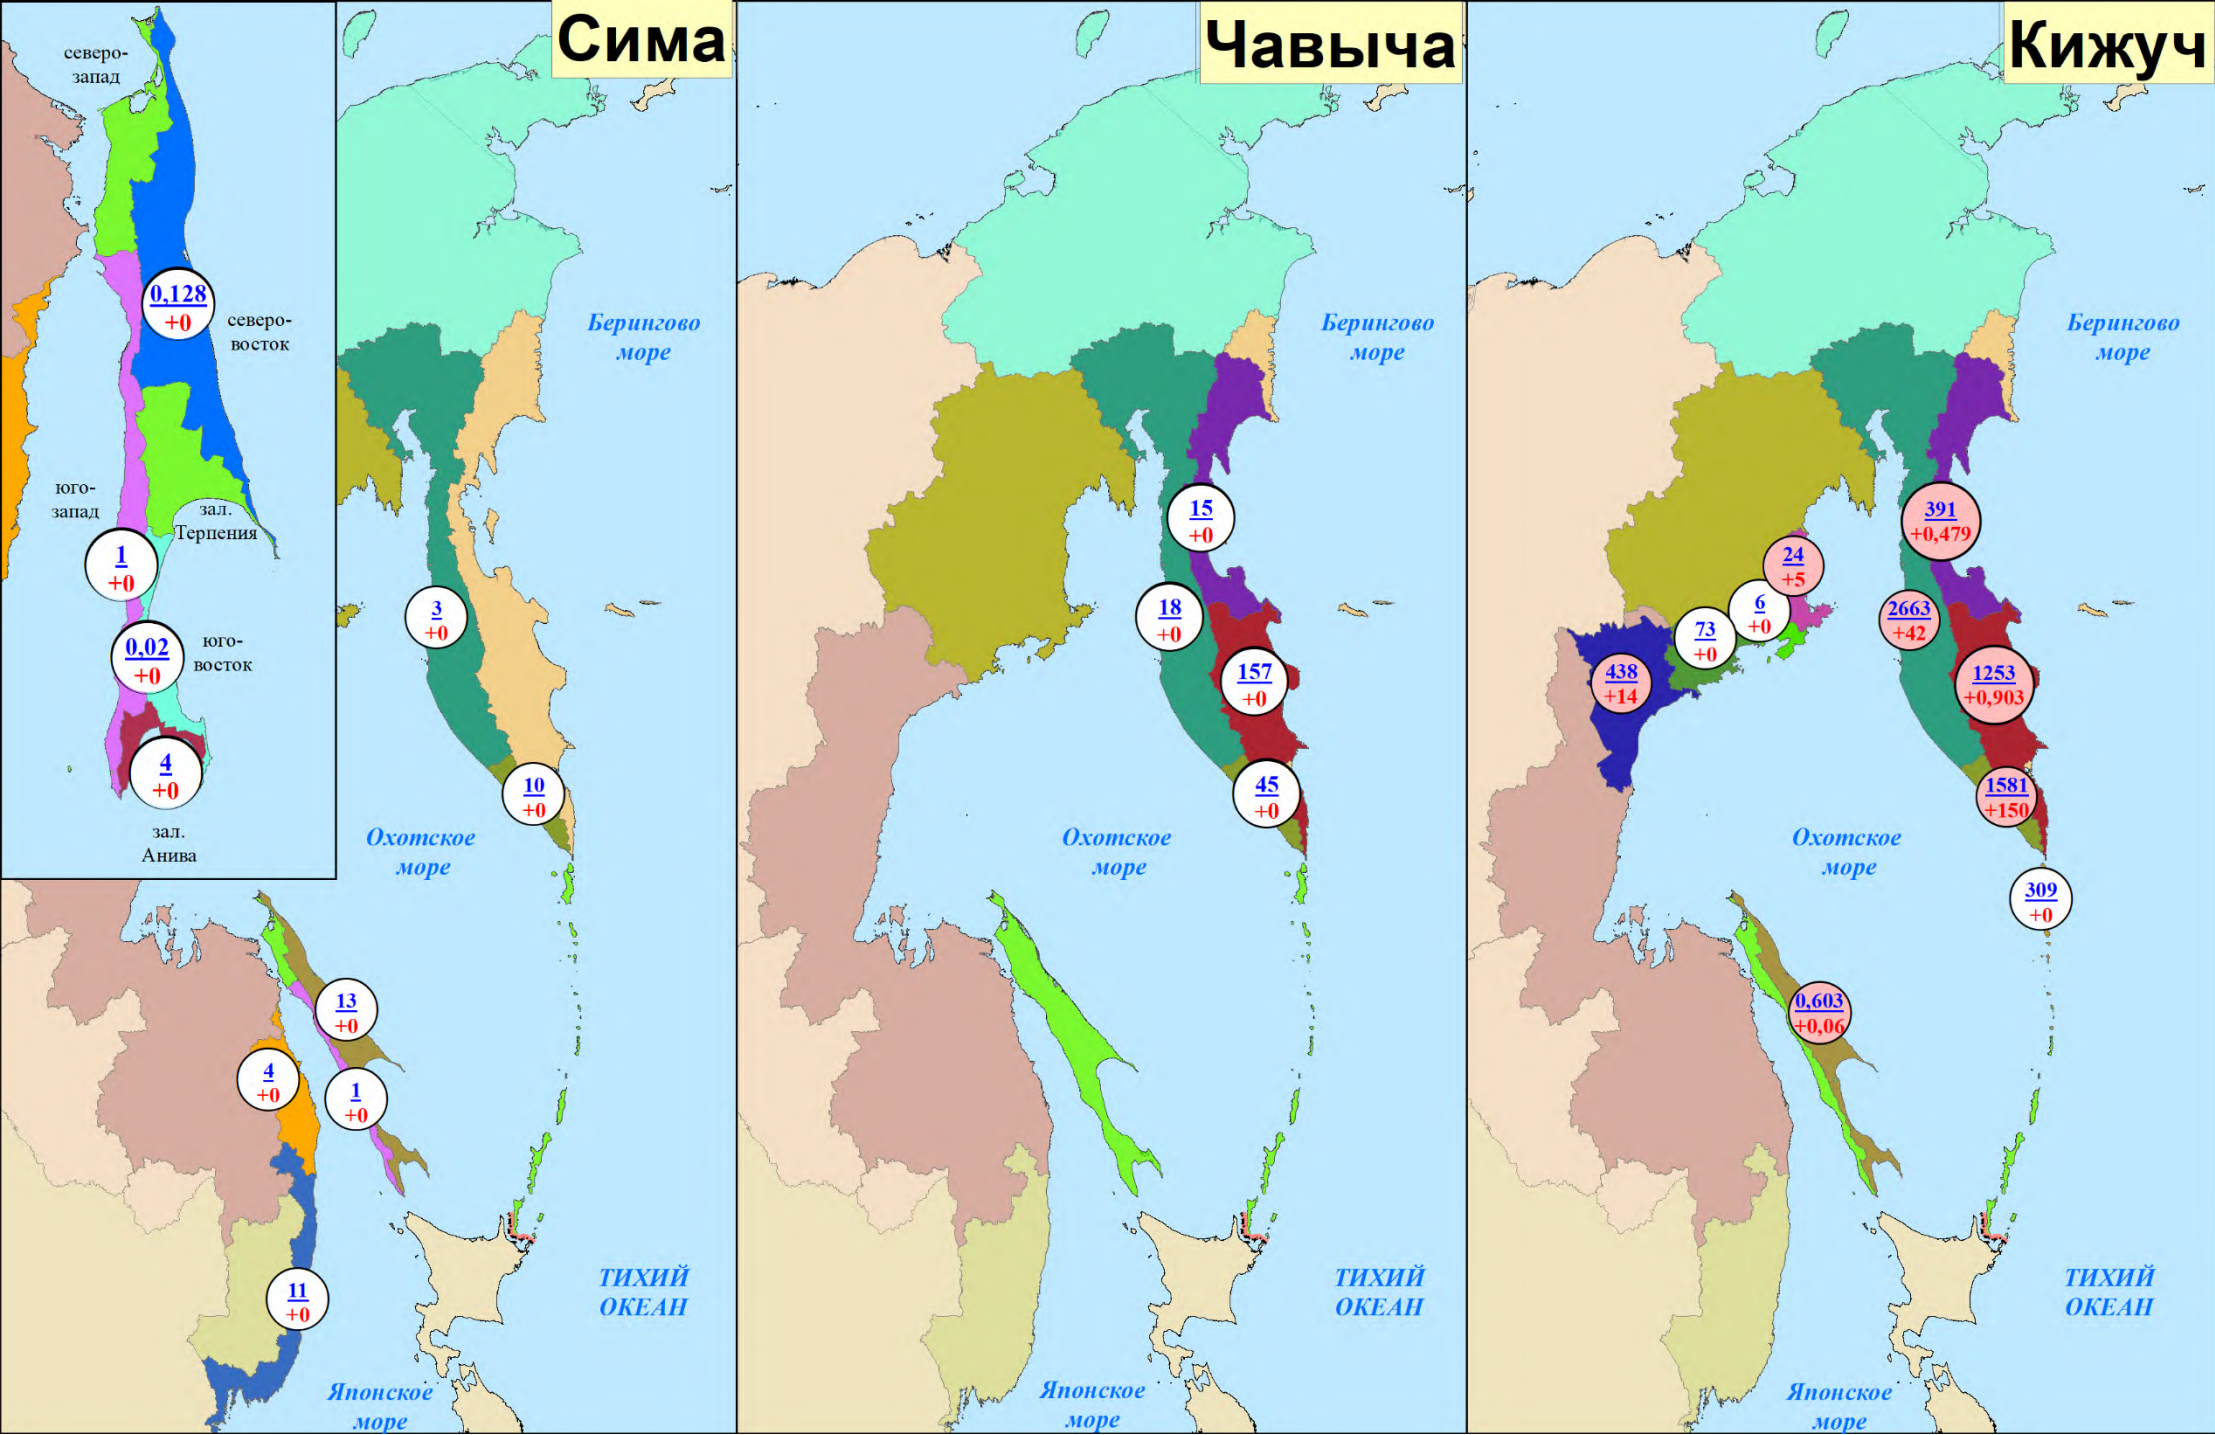 Сима
северо-
запад
0,128
+0
северо-
восток
юго-
запад
зал.
Терпения
1
+0
0,02
+0
юго-
восток
4
+0
зал.
Анива
Берингово
море
3
+0
10
+0
Охотское
море
13
+0
4
+0
1
+0
11
+0
ТИХИЙ
ОКЕАН
Японское
море
Чавыча
Берингово
море
15
+0
18
+0
157
+0
45
+0
Охотское
море
ТИХИЙ
ОКЕАН
Японское
море
Кижуч
Берингово
море
391
+0,479
24
+5
6
+0
73
+0
2663
+42
438
+14
1253
+0,903
1581
+150
Охотское
море
309
+0
0,603
+0,06
ТИХИЙ
ОКЕАН
Японское
море